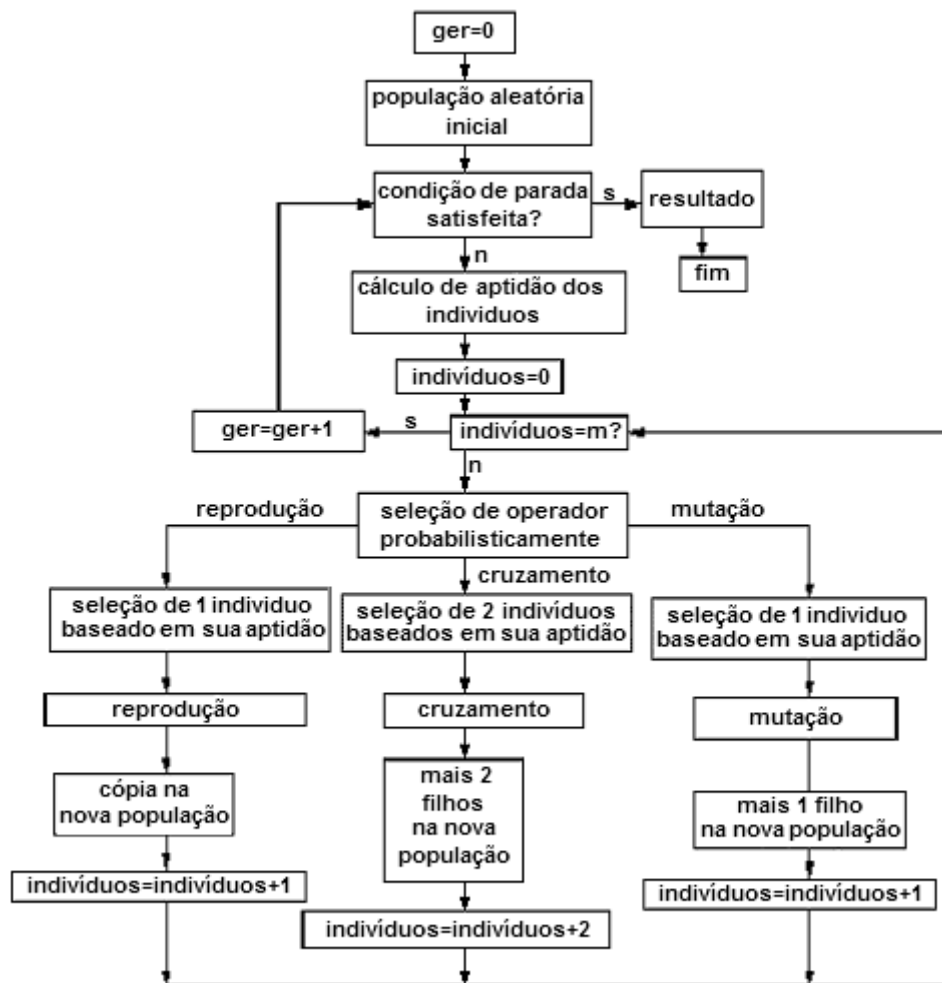 ger=0
população aleatória
inicial
condição de parada
satisfeita?
s
resultado
fim
n
cálculo de aptidão dos
individuos
indivíduos=0
ger=ger+1
s
indivíduos=m?
n
reprodução
seleção de operador
probabilisticamente
mutação
cruzamento
seleção de 1 individuo
baseado em sua aptidão
seleção de 2 indivíduos
baseados em sua aptidão
seleção de 1 individuo
baseado em sua aptidão
reprodução
cruzamento
mutação
cópia na
nova população
mais 2
filhos
na nova
população
mais 1 filho
na nova população
indivíduos=indivíduos+1
indivíduos=indivíduos+2
indivíduos=indivíduos+1